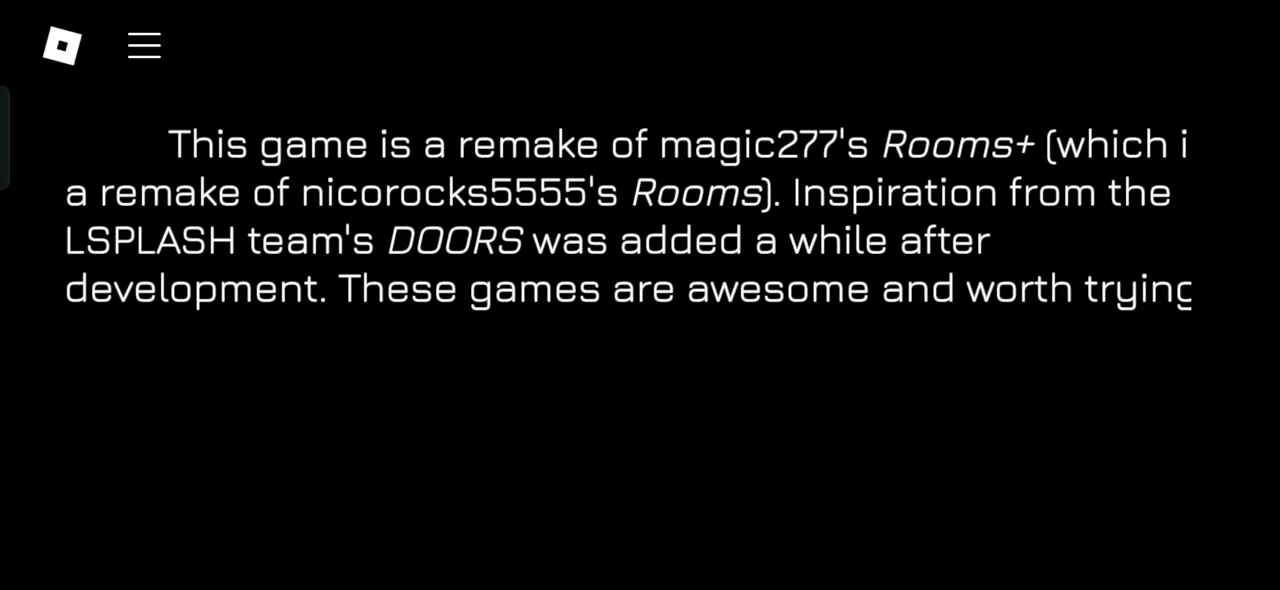 This game is a remake of magic277's Rooms+ (which i
a remake of nicorocks5555's Rooms). Inspiration from the
LSPLASH team's DOORS was added a while after
development. These games are awesome and worth trying